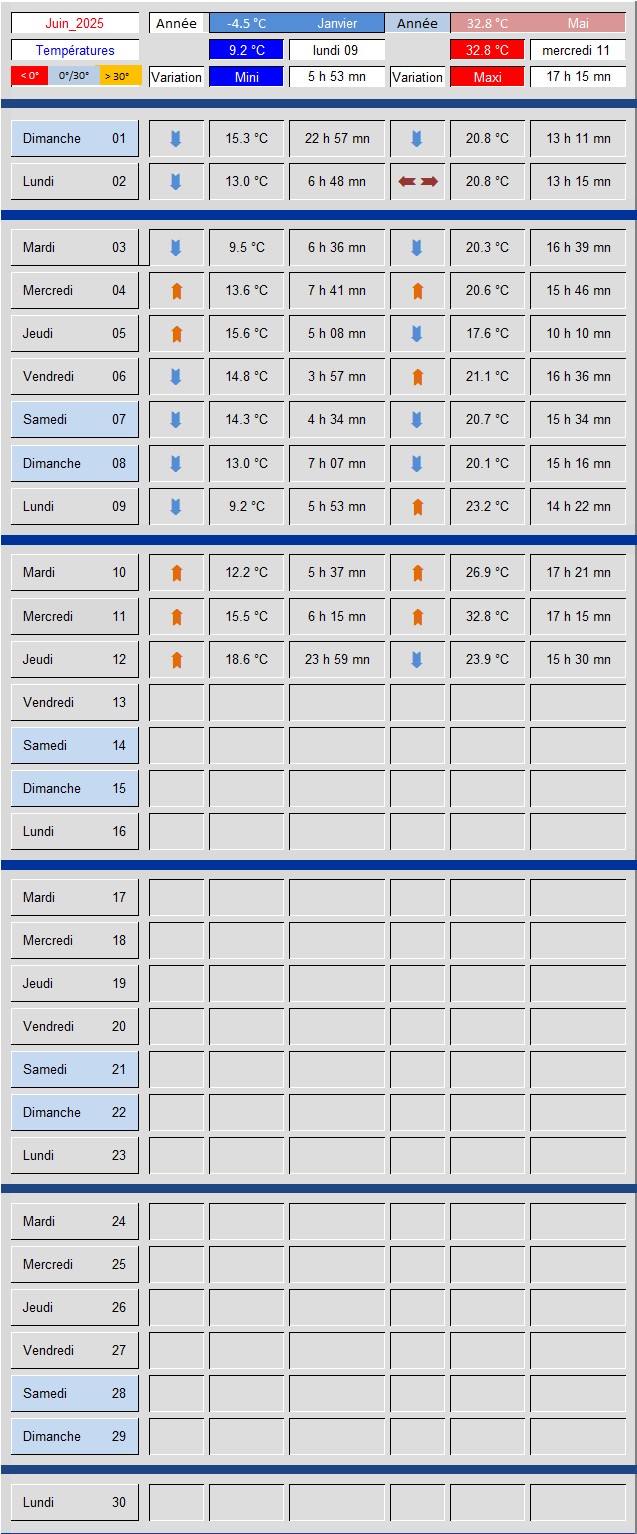 Juin_2025 Année -4.5 °C Janvier Année 32.8 °C Mai
Températures 9.2 °C lundi 09 32.8 °C mercredi 11
< 0° 0°/30° > 30° Variation Mini 5 h 53 mn Variation Maxi 17 h 15 mn
Dimanche 01 15.3 °C 22 h 57 mn 20.8 °C 13 h 11 mn
Lundi 02 13.0 °C 6 h 48 mn 20.8 °C 13 h 15 mn
Mardi 03 9.5 °C 6 h 36 mn 20.3 °C 16 h 39 mn
Mercredi 04 13.6 °C 7 h 41 mn 20.6 °C 15 h 46 mn
Jeudi 05 15.6 °C 5 h 08 mn 17.6 °C 10 h 10 mn
Vendredi 06 14.8 °C 3 h 57 mn 21.1 °C 16 h 36 mn
Samedi 07 14.3 °C 4 h 34 mn 20.7 °C 15 h 34 mn
Dimanche 08 13.0 °C 7 h 07 mn 20.1 °C 15 h 16 mn
Lundi 09 9.2 °C 5 h 53 mn 23.2 °C 14 h 22 mn
Mardi 10 12.2 °C 5 h 37 mn 26.9 °C 17 h 21 mn
Mercredi 11 15.5 °C 6 h 15 mn 32.8 °C 17 h 15 mn
Jeudi 12 18.6 °C 23 h 59 mn 23.9 °C 15 h 30 mn
Vendredi 13
Samedi 14
Dimanche 15
Lundi 16
Mardi 17
Mercredi 18
Jeudi 19
Vendredi 20
Samedi 21
Dimanche 22
Lundi 23
Mardi 24
Mercredi 25
Jeudi 26
Vendredi 27
Samedi 28
Dimanche 29
Lundi 30